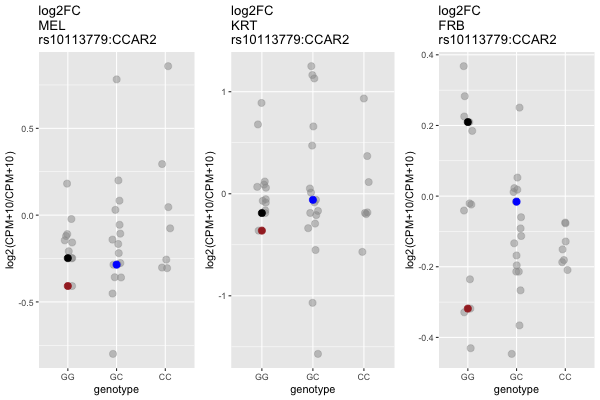 log2FC
MEL
rs10113779:CCAR2
log2(CPM+10/CPM+10)
0.5
0.0
-0.5
GG GC CC
genotype
log2FC
KRT
rs10113779:CCAR2
log2(CPM+10/CPM+10)
1
0
-1
GG GC CC
genotype
log2FC
FRB
rs10113779:CCAR2
log2(CPM+10/CPM+10)
0.4
0.2
0.0
-0.2
-0.4
GG GC CC
genotype